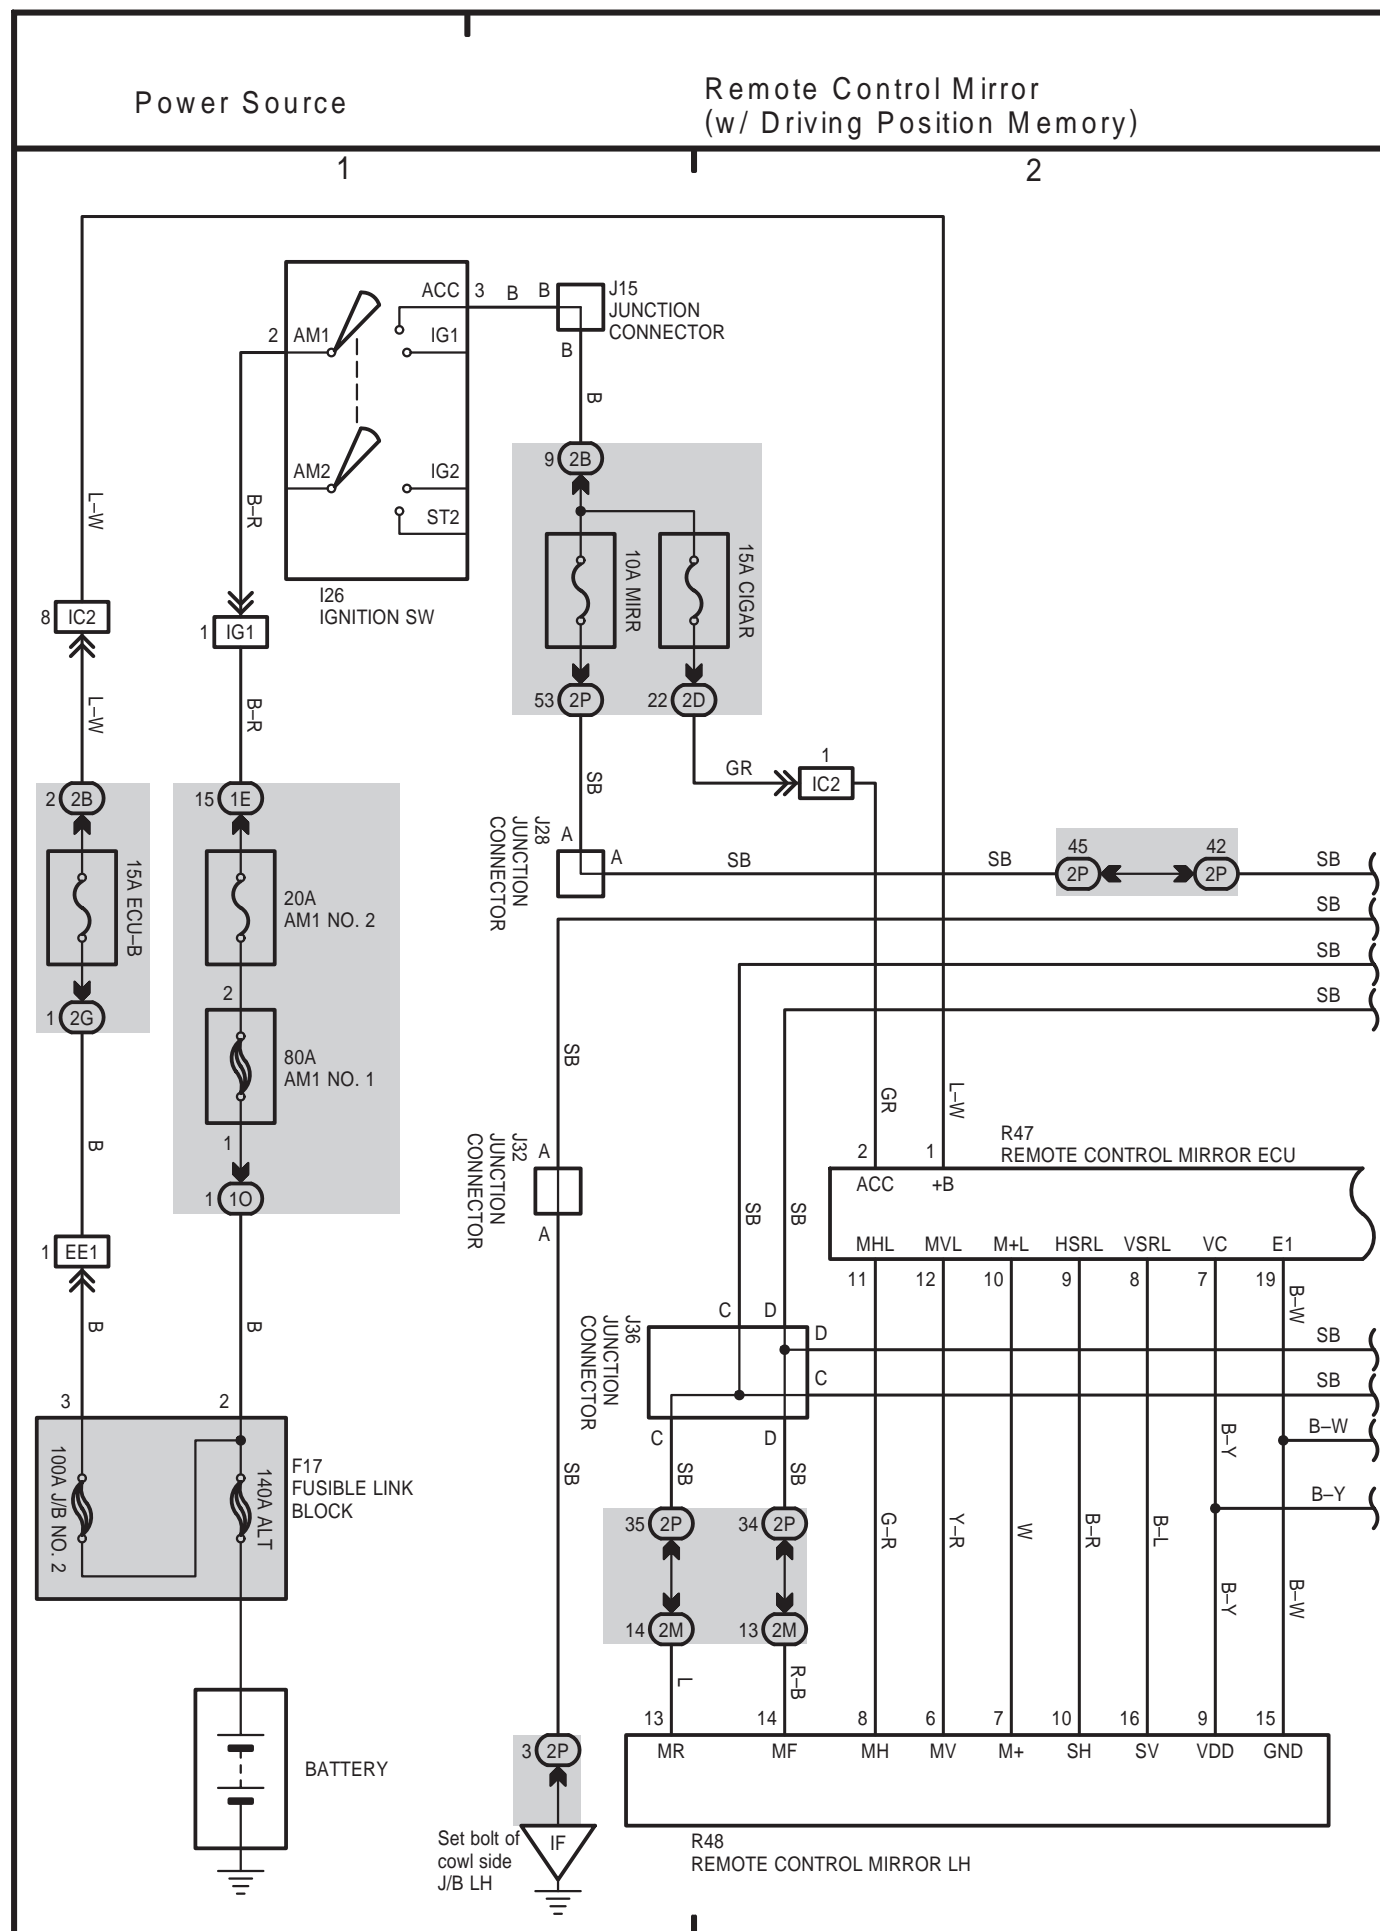 Power Source
Remote Control Mirror
(w/ Driving Position Memory)
1
2
ACC
3
B
B
J15
JUNCTION
CONNECTOR
2
AM1
IG1
B
B
AM2
IG2
ST2
I26
IGNITION SW
9
2B
10A MIRR
15A CIGAR
53
2P
22
2D
L–W
B–R
8
IC2
1
IG1
L–W
B–R
SB
GR
1
IC2
2
2B
15
1E
15A ECU–B
20A
AM1 NO. 2
J28
JUNCTION
CONNECTOR
A
A
SB
SB
45
2P
42
2P
SB
SB
SB
SB
2
1
2G
80A
AM1 NO. 1
1
1
1O
B
SB
GR
L–W
J32
JUNCTION
CONNECTOR
A
A
R47
REMOTE CONTROL MIRROR ECU
2
1
ACC
+B
SB
SB
MHL
MVL
M+L
HSRL
VSRL
VC
E1
11
12
10
9
8
7
19
1
EE1
B
B
B–W
C
D
J36
JUNCTION
CONNECTOR
D
C
SB
SB
C
D
3
2
B–W
B–Y
B–Y
100A J/B NO. 2
140A ALT
F17
FUSIBLE LINK
BLOCK
SB
SB
SB
35
2P
34
2P
G–R
Y–R
W
B–R
B–L
B–Y
B–W
14
2M
13
2M
L
R–B
13
14
8
6
7
10
16
9
15
MR
MF
MH
MV
M+
SH
SV
VDD
GND
BATTERY
3
2P
IF
Set bolt of
cowl side
J/B LH
R48
REMOTE CONTROL MIRROR LH